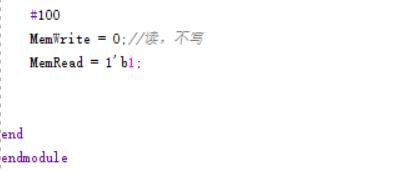 #100
MemWrite = 0;//读，不写
MemRead = 1'b1;
end
endmodule